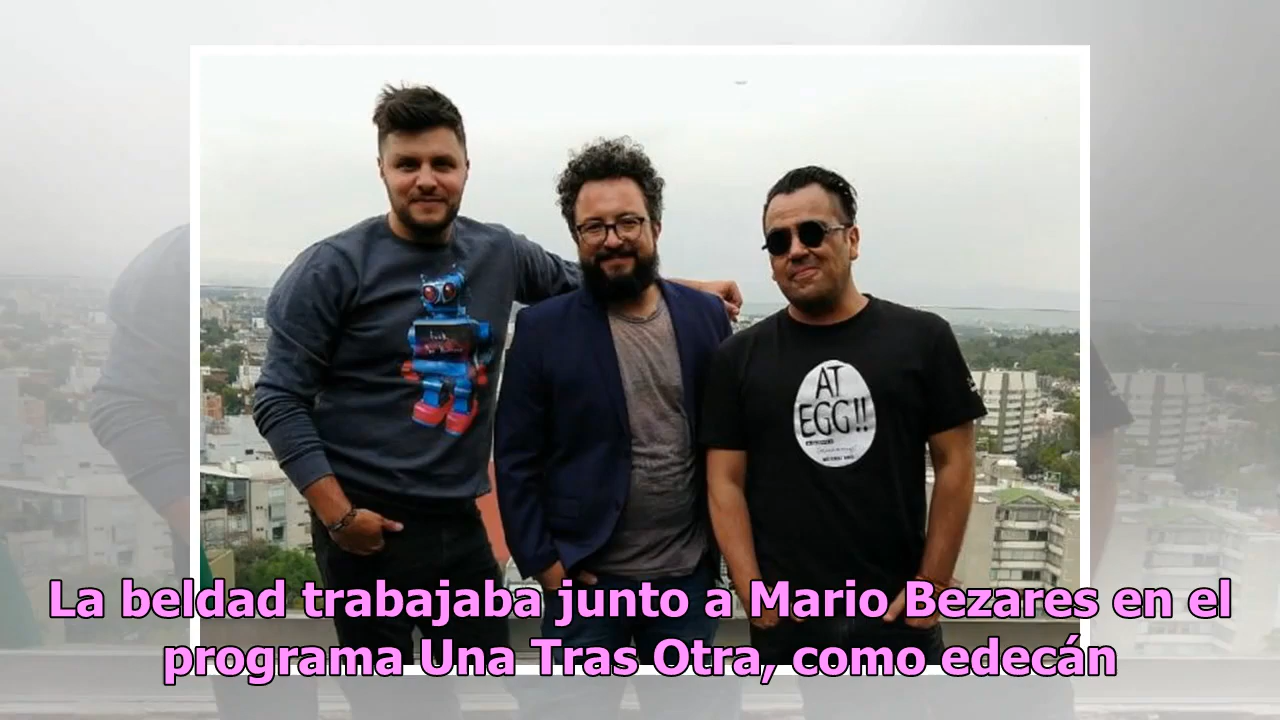 AT
EGG!!
La beldad trabajaba junto a Mario Bezares en el
programa Una Tras Otra, como edecán